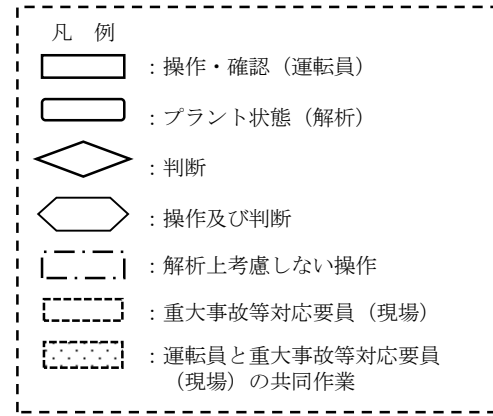 凡 例
:操作・確認(運転員)
:プラント状態(解析)
:判断
:操作及び判断
:解析上考慮しない操作
:重大事故等対応要員(現場)
:運転員と重大事故等対応要員
(現場)の共同作業